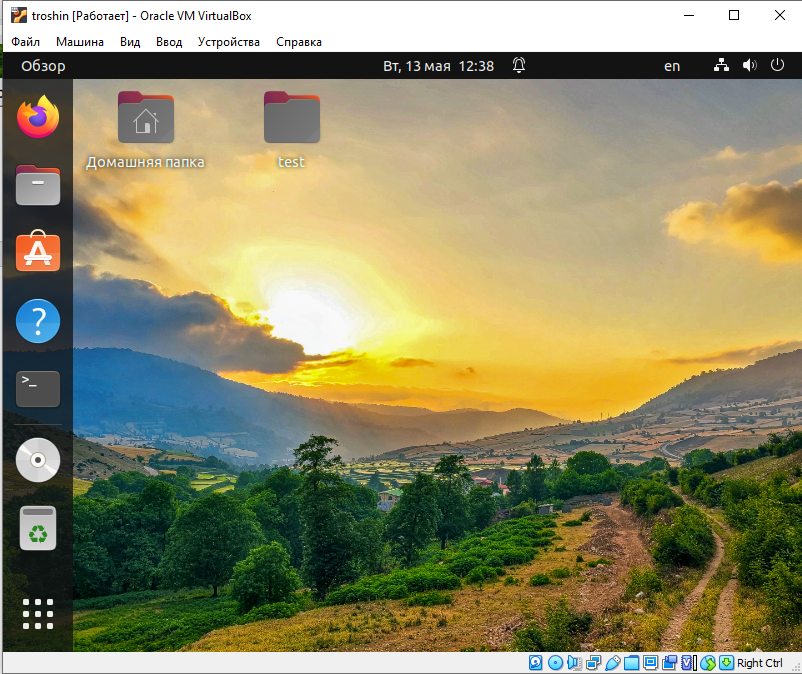 troshin [Работает] - Oracle VM VirtualBox
Файл Машина Вид Ввод Устройства Справка
Обзор Вт, 13 мая 12:38 en
Домашняя папка test
Right Ctrl